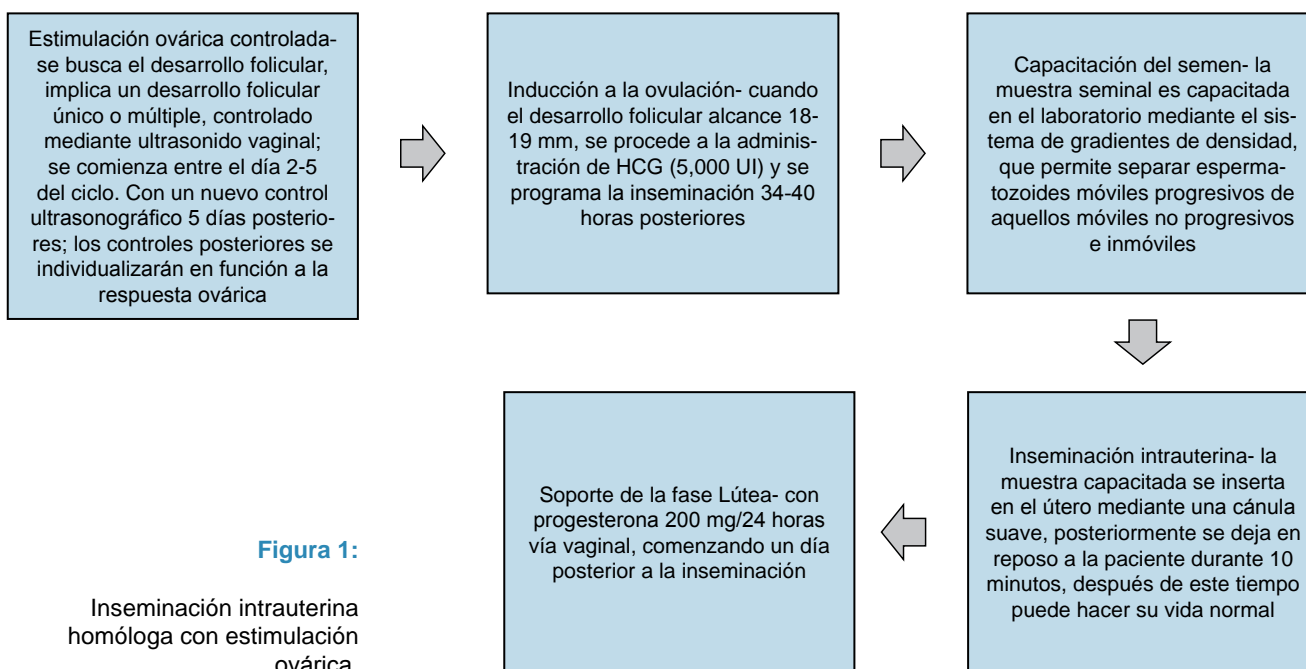 Estimulación ovárica controlada-
se busca el desarrollo folicular,
implica un desarrollo folicular
único o múltiple, controlado
mediante ultrasonido vaginal;
se comienza entre el día 2-5
del ciclo. Con un nuevo control
ultrasonográfico 5 días posterio-
res; los controles posteriores se
individualizarán en función a la
respuesta ovárica
Inducción a la ovulación- cuando
el desarrollo folicular alcance 18-
19 mm, se procede a la adminis-
tración de HCG (5,000 UI) y se
programa la inseminación 34-40
horas posteriores
Capacitación del semen- la
muestra seminal es capacitada
en el laboratorio mediante el sis-
tema de gradientes de densidad,
que permite separar esperma-
tozoides móviles progresivos de
aquellos móviles no progresivos
e inmóviles
Inseminación intrauterina- la
muestra capacitada se inserta
en el útero mediante una cánula
suave, posteriormente se deja en
reposo a la paciente durante 10
minutos, después de este tiempo
puede hacer su vida normal
Soporte de la fase Lútea- con
progesterona 200 mg/24 horas
vía vaginal, comenzando un día
posterior a la inseminación
Figura 1:
Inseminación intrauterina
homóloga con estimulación
ovárica.